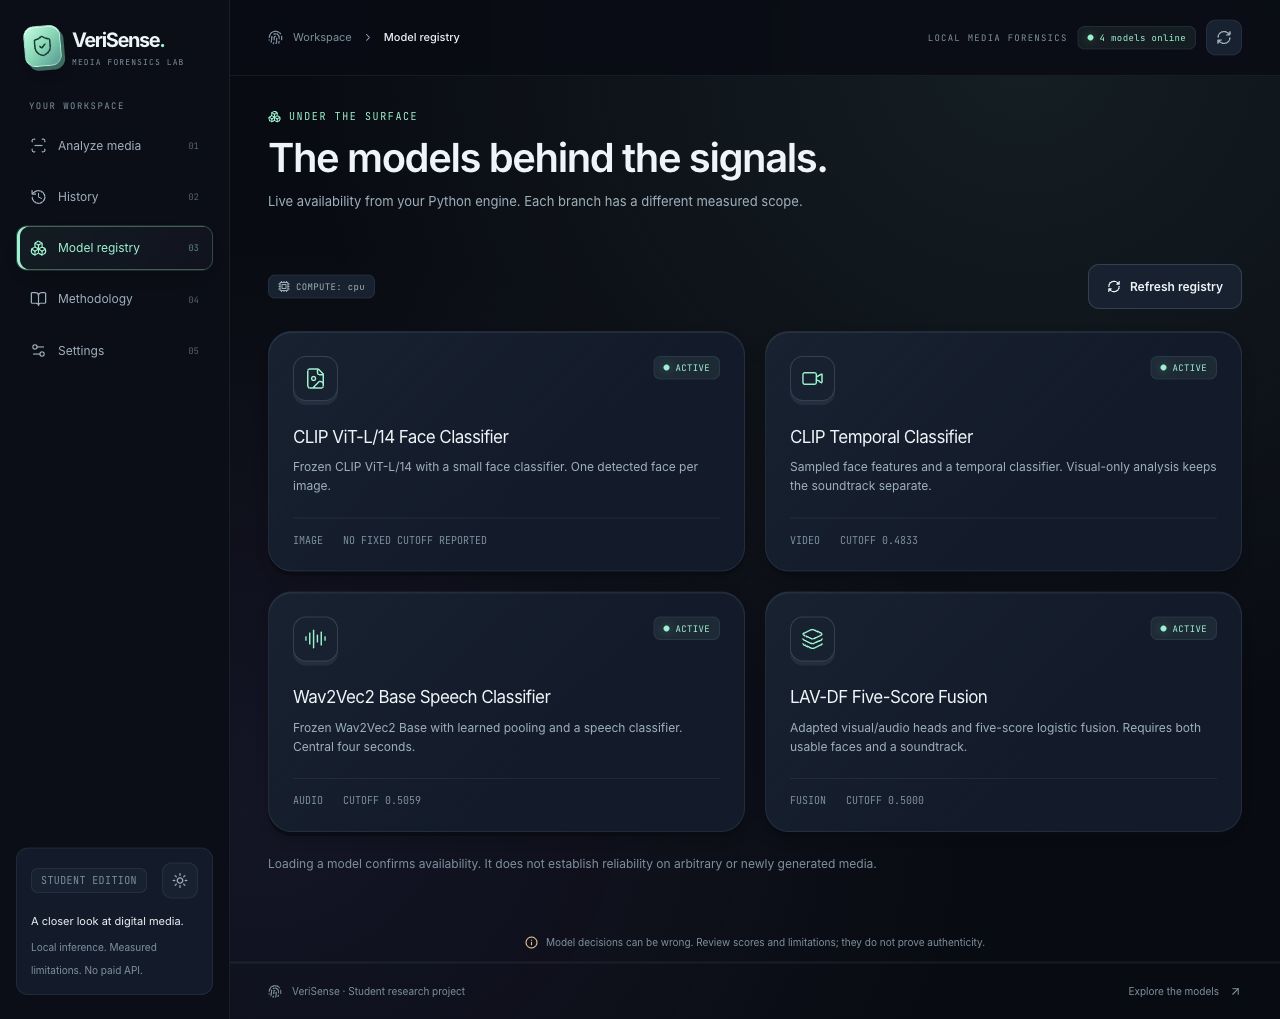 VeriSense.
MEDIA FORENSICS LAB
YOUR WORKSPACE
Analyze media 01
History 02
Model registry 03
Methodology 04
Settings 05
STUDENT EDITION
A closer look at digital media.
Local inference. Measured
limitations. No paid API.
Workspace > Model registry
LOCAL MEDIA FORENSICS
4 models online
UNDER THE SURFACE
The models behind the signals.
Live availability from your Python engine. Each branch has a different measured scope.
COMPUTE: cpu
Refresh registry
ACTIVE
CLIP ViT-L/14 Face Classifier
Frozen CLIP ViT-L/14 with a small face classifier. One detected face per
image.
IMAGE NO FIXED CUTOFF REPORTED
ACTIVE
CLIP Temporal Classifier
Sampled face features and a temporal classifier. Visual-only analysis keeps
the soundtrack separate.
VIDEO CUTOFF 0.4833
ACTIVE
Wav2Vec2 Base Speech Classifier
Frozen Wav2Vec2 Base with learned pooling and a speech classifier.
Central four seconds.
AUDIO CUTOFF 0.5059
ACTIVE
LAV-DF Five-Score Fusion
Adapted visual/audio heads and five-score logistic fusion. Requires both
usable faces and a soundtrack.
FUSION CUTOFF 0.5000
Loading a model confirms availability. It does not establish reliability on arbitrary or newly generated media.
Model decisions can be wrong. Review scores and limitations; they do not prove authenticity.
VeriSense · Student research project
Explore the models